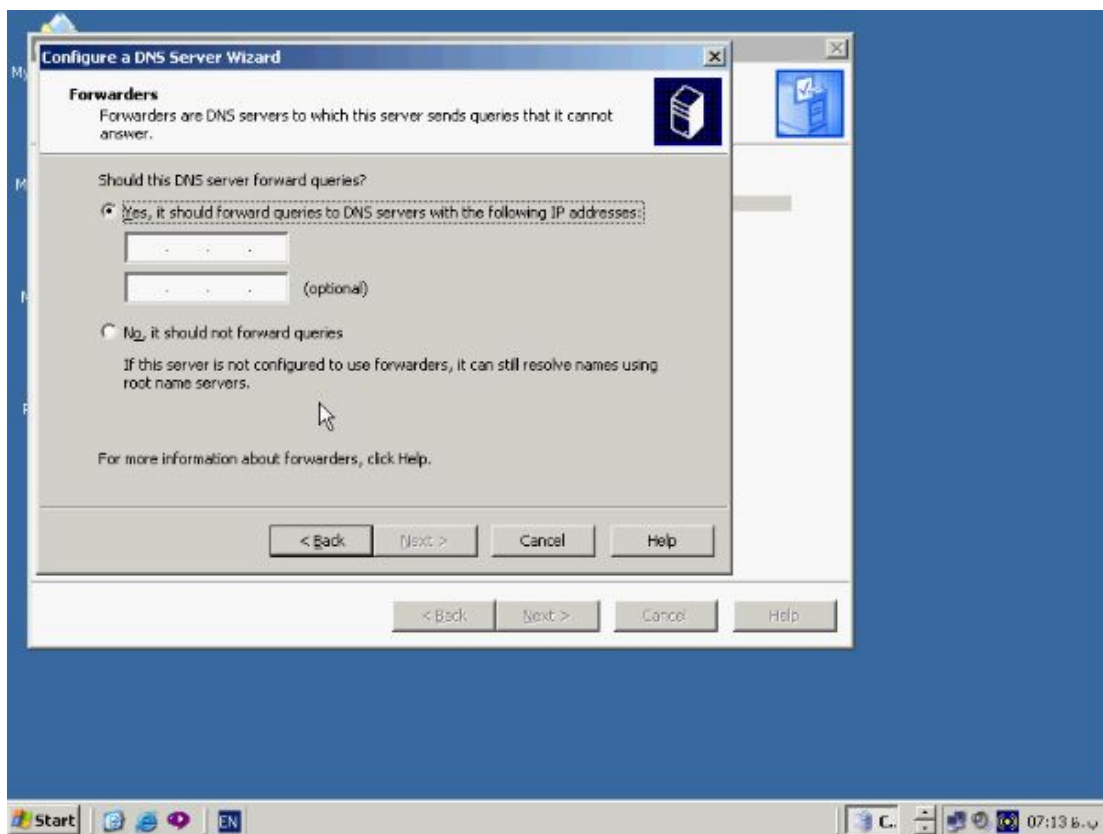 Configure a DNS Server Wizard
Forwarders
Forwarders are DNS servers to which this server sends queries that it cannot
answer.
Should this DNS server forward queries?
Yes, it should forward queries to DNS servers with the following IP addresses:
(optional)
No, it should not forward queries
If this server is not configured to use forwarders, it can still resolve names using
root name servers.
For more information about forwarders, click Help.
< Back Next > Cancel Help
< Back Next > Cancel Help
Start EN C.. 07:13 ب.ظ